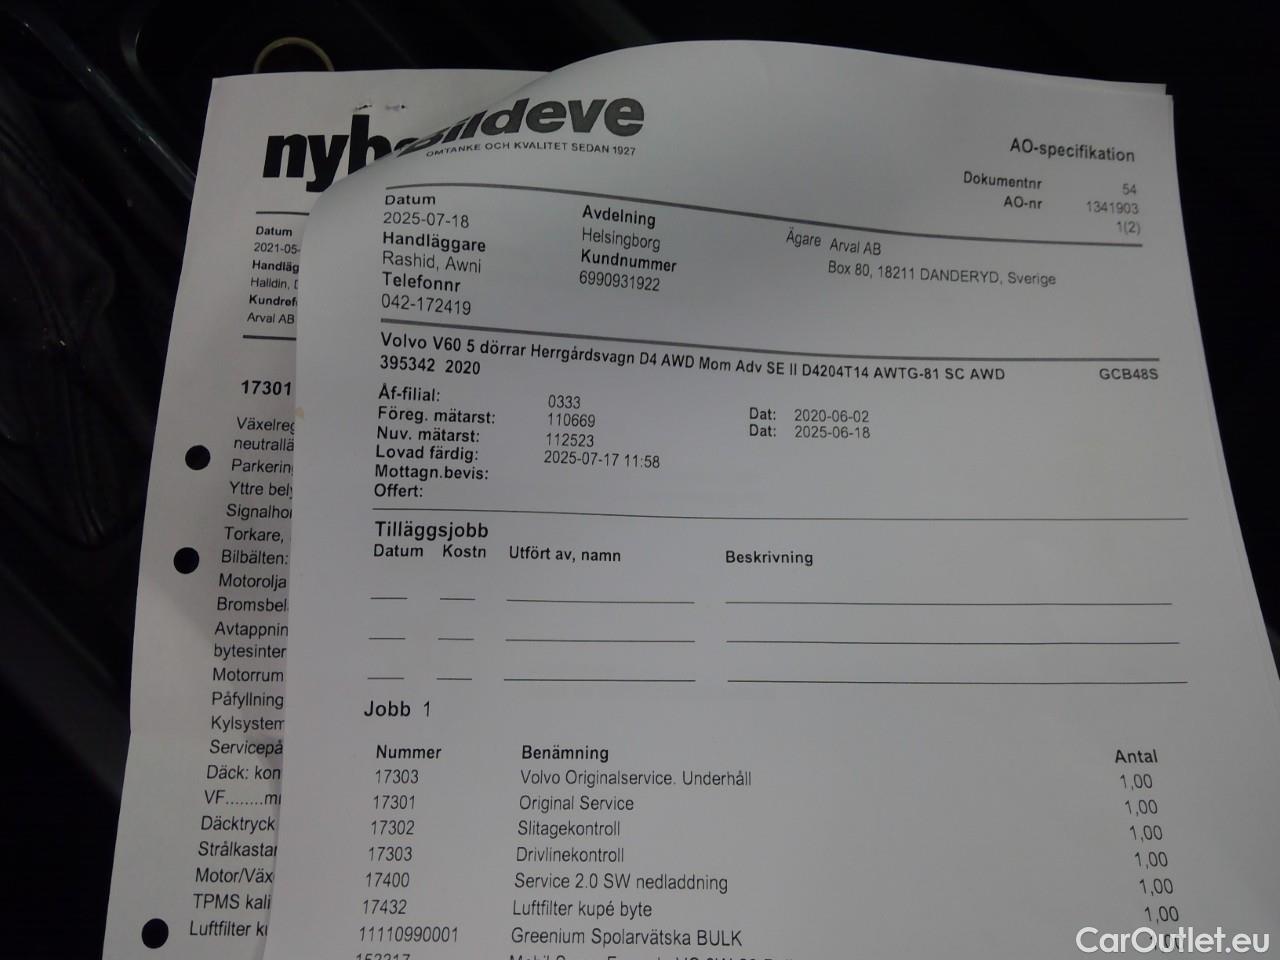 nyb
Bildeve
OMTANKE OCH KVALITET SEDAN 1927
AO-specifikation
Dokumentnr 54
AO-nr 1341903
1(2)
Datum
2025-07-18
Handläggare
Rashid, Awni
Telefonnr
042-172419
Avdelning
Helsingborg
Kundnummer
6990931922
Ägare Arval AB
Box 80, 18211 DANDERYD, Sverige
Volvo V60 5 dörrar Herrgårdsvagn D4 AWD Mom Adv SE II D4204T14 AWTG-81 SC AWD GCB48S
395342 2020
Åf-filial: 0333
Föreg. mätarst: 110669 Dat: 2020-06-02
Nuv. mätarst: 112523 Dat: 2025-06-18
Lovad färdig: 2025-07-17 11:58
Mottagn.bevis:
Offert:
Tilläggsjobb
Datum Kostn Utfört av, namn Beskrivning
Jobb 1
Nummer Benämning Antal
17303 Volvo Originalservice. Underhåll 1,00
17301 Original Service 1,00
17302 Slitagekontroll 1,00
17303 Drivlinekontroll 1,00
17400 Service 2.0 SW nedladdning 1,00
17432 Luftfilter kupé byte 1,00
11110990001 Greenium Spolarvätska BULK
Datum
2021-05-
Handläg
Halldin,
Kundref
Arval AB
17301
Växelreg
neutrallä
Parkering
Yttre bely
Signalhor
Torkare,
Bilbälten:
Motorolja
Bromsbel
Avtappnin
bytesinter
Motorrum
Påfyllning
Kylsystem
Servicepå
Däck: kon
VF........m
Däcktryck
Strålkastar
Motor/Väx
TPMS kali
Luftfilter k
CarOutlet.eu